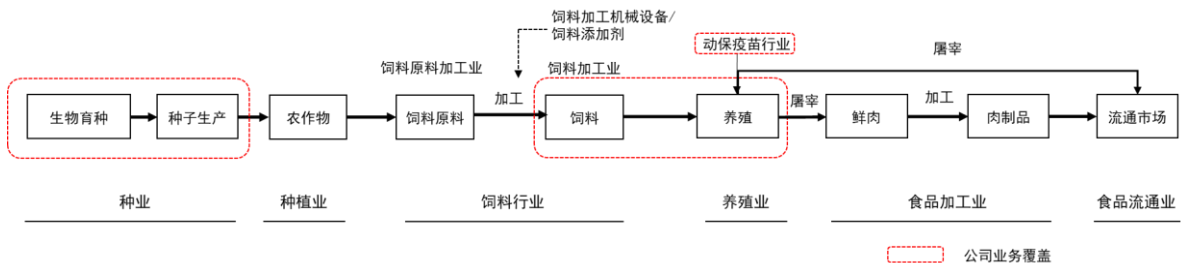 饲料加工机械设备/
饲料添加剂
动保疫苗行业
屠宰
饲料原料加工业
饲料加工业
加工
屠宰
加工
生物育种
种子生产
农作物
饲料原料
饲料
养殖
鲜肉
肉制品
流通市场
种业
种植业
饲料行业
养殖业
食品加工业
食品流通业
公司业务覆盖